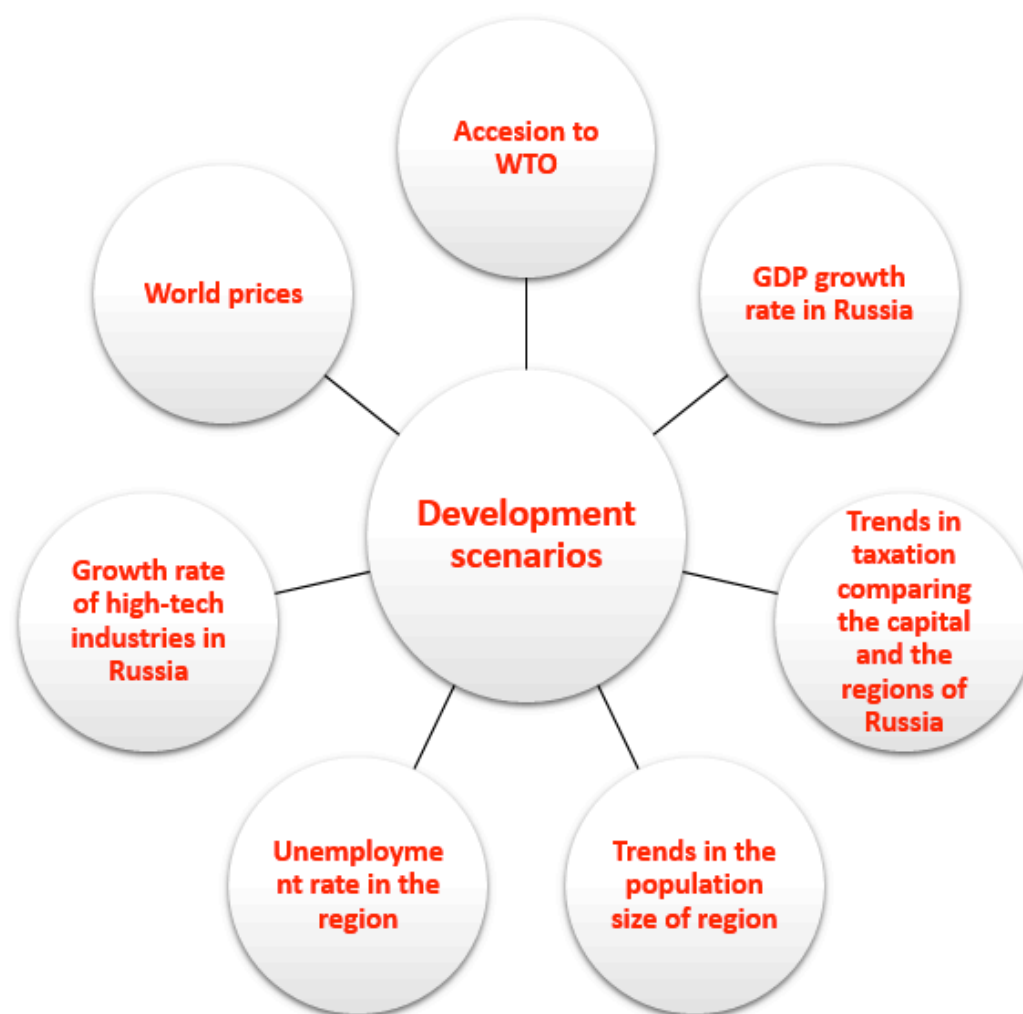 Accesion to
WTO
World prices
GDP growth
rate in Russia
Development
scenarios
Growth rate
of high-tech
industries in
Russia
Trends in
taxation
comparing
the capital
and the
regions of
Russia
Unemployme
nt rate in the
region
Trends in the
population
size of region